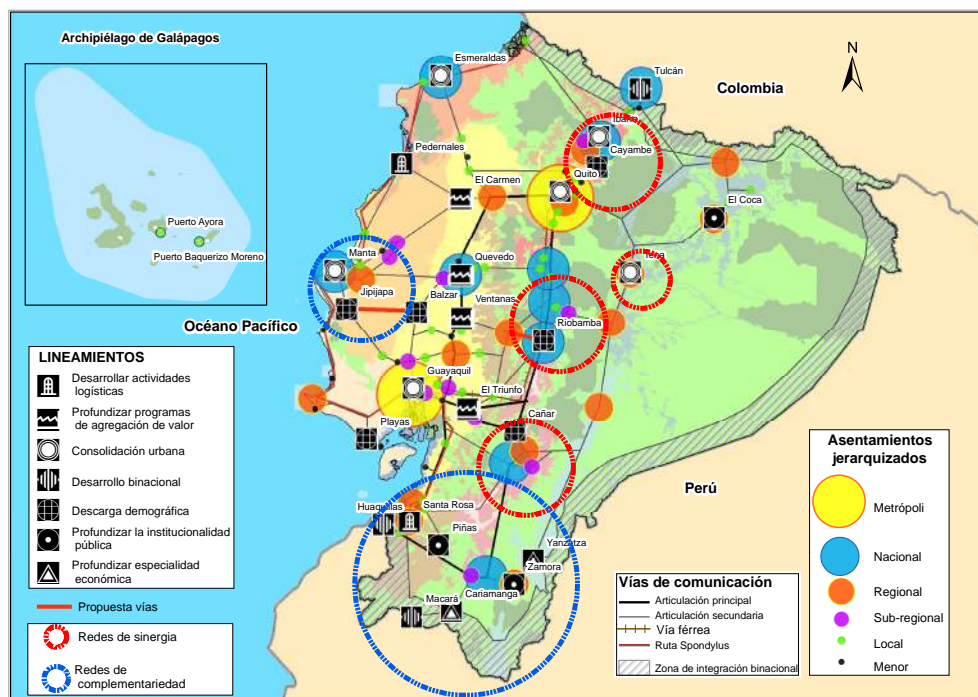 Archipiélago de Galápagos
Puerto Ayora
Puerto Baquerizo Moreno
Océano Pacífico
Colombia
Perú
N
Esmeraldas
Tulcán
Ibarra
Cayambe
Pedernales
El Carmen
Quito
El Coca
Tena
Manta
Quevedo
Jipijapa
Balzar
Ventanas
Riobamba
Guayaquil
El Triunfo
Playas
Cañar
Huaquillas
Santa Rosa
Piñas
Yanzatza
Zamora
Cariamanga
Macará
LINEAMIENTOS
Desarrollar actividades
logísticas
Profundizar programas
de agregación de valor
Consolidación urbana
Desarrollo binacional
Descarga demográfica
Profundizar la institucionalidad
pública
Profundizar especialidad
económica
Propuesta vías
Redes de sinergia
Redes de
complementariedad
Vías de comunicación
Articulación principal
Articulación secundaria
Vía férrea
Ruta Spondylus
Zona de integración binacional
Asentamientos
jerarquizados
Metrópoli
Nacional
Regional
Sub-regional
Local
Menor